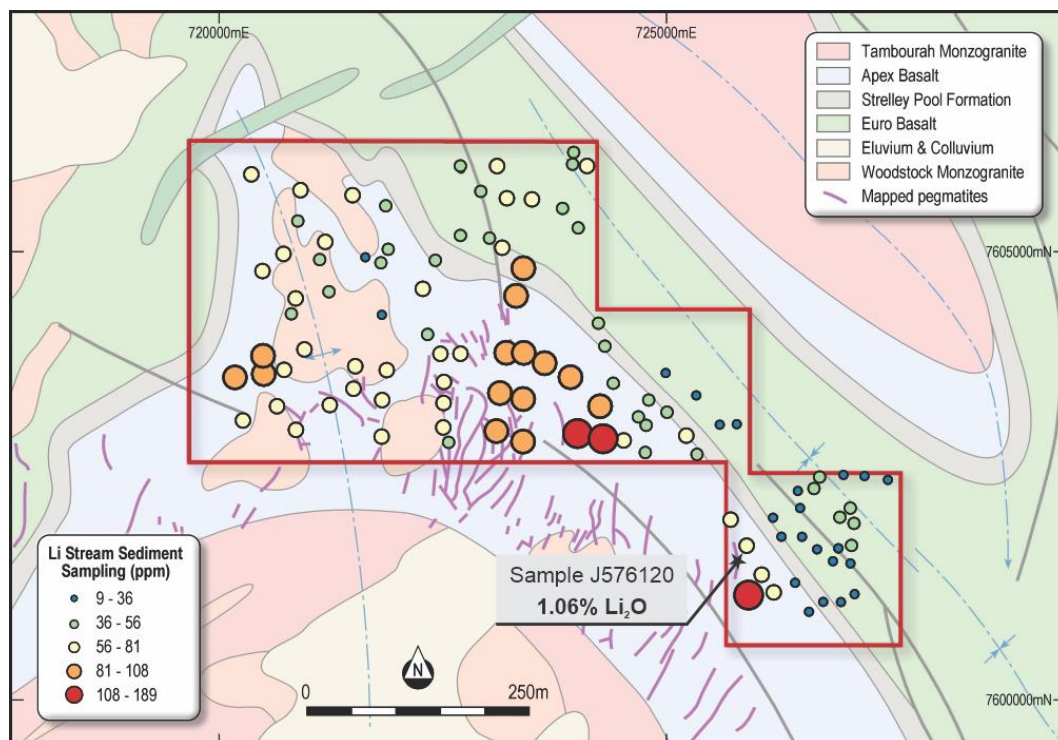 720000mE
725000mE
Tambourah Monzogranite
Apex Basalt
Strelley Pool Formation
Euro Basalt
Eluvium & Colluvium
Woodstock Monzogranite
Mapped pegmatites
7605000mN
Li Stream Sediment
Sampling (ppm)
9 - 36
36 - 56
56 - 81
81 - 108
108 - 189
Sample J576120
1.06% Li₂O
N
0
250m
7600000mN